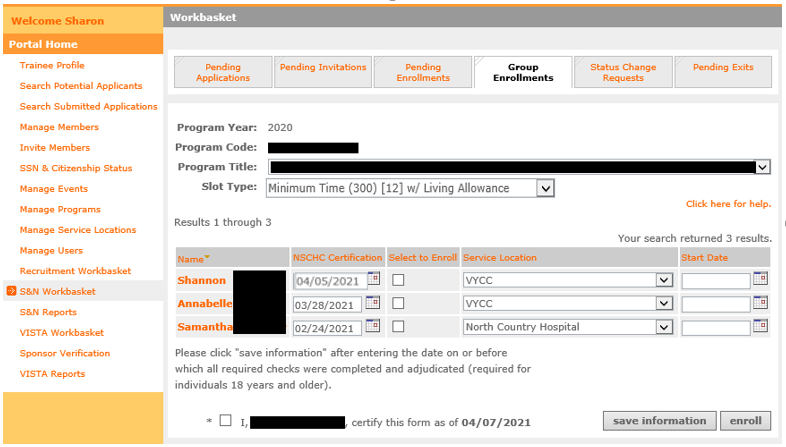 Welcome Sharon
Portal Home
Trainee Profile
Search Potential Applicants
Search Submitted Applications
Manage Members
Invite Members
SSN & Citizenship Status
Manage Events
Manage Programs
Manage Service Locations
Manage Users
Recruitment Workbasket
S&N Workbasket
S&N Reports
VISTA Workbasket
Sponsor Verification
VISTA Reports
Workbasket
Pending Applications
Pending Invitations
Pending Enrollments
Group Enrollments
Status Change Requests
Pending Exits
Program Year: 2020
Program Code:
Program Title:
Slot Type: Minimum Time (300) [12] w/ Living Allowance
Click here for help.
Results 1 through 3
Your search returned 3 results.
Name NSCHC Certification Select to Enroll Service Location Start Date
Shannon 04/05/2021 VYCC
Annabelle 03/28/2021 VYCC
Samantha 02/24/2021 North Country Hospital
Please click "save information" after entering the date on or before
which all required checks were completed and adjudicated (required for
individuals 18 years and older).
* I, , certify this form as of 04/07/2021 save information enroll